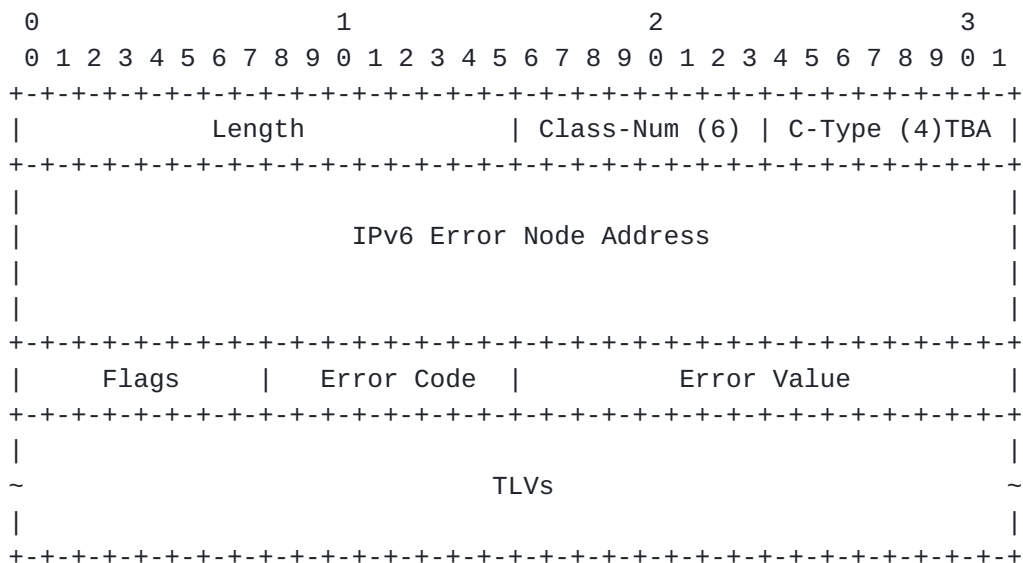 0                   1                   2                   3
 0 1 2 3 4 5 6 7 8 9 0 1 2 3 4 5 6 7 8 9 0 1 2 3 4 5 6 7 8 9 0 1
+-+-+-+-+-+-+-+-+-+-+-+-+-+-+-+-+-+-+-+-+-+-+-+-+-+-+-+-+-+-+-+-+
|            Length             | Class-Num (6) | C-Type (4)TBA |
+-+-+-+-+-+-+-+-+-+-+-+-+-+-+-+-+-+-+-+-+-+-+-+-+-+-+-+-+-+-+-+-+
|                                                               |
|                     IPv6 Error Node Address                   |
|                                                               |
|                                                               |
+-+-+-+-+-+-+-+-+-+-+-+-+-+-+-+-+-+-+-+-+-+-+-+-+-+-+-+-+-+-+-+-+
|     Flags     |   Error Code  |          Error Value          |
+-+-+-+-+-+-+-+-+-+-+-+-+-+-+-+-+-+-+-+-+-+-+-+-+-+-+-+-+-+-+-+-+
|                                                               |
~                              TLVs                             ~
|                                                               |
+-+-+-+-+-+-+-+-+-+-+-+-+-+-+-+-+-+-+-+-+-+-+-+-+-+-+-+-+-+-+-+-+